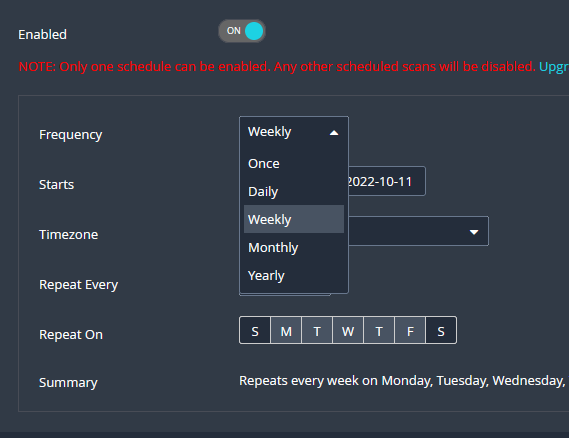 Enabled ON
NOTE: Only one schedule can be enabled. Any other scheduled scans will be disabled. Upgr
Frequency Weekly
Once
Starts 2022-10-11
Daily
Weekly
Timezone
Monthly
Yearly
Repeat Every
Repeat On S M T W T F S
Summary Repeats every week on Monday, Tuesday, Wednesday,